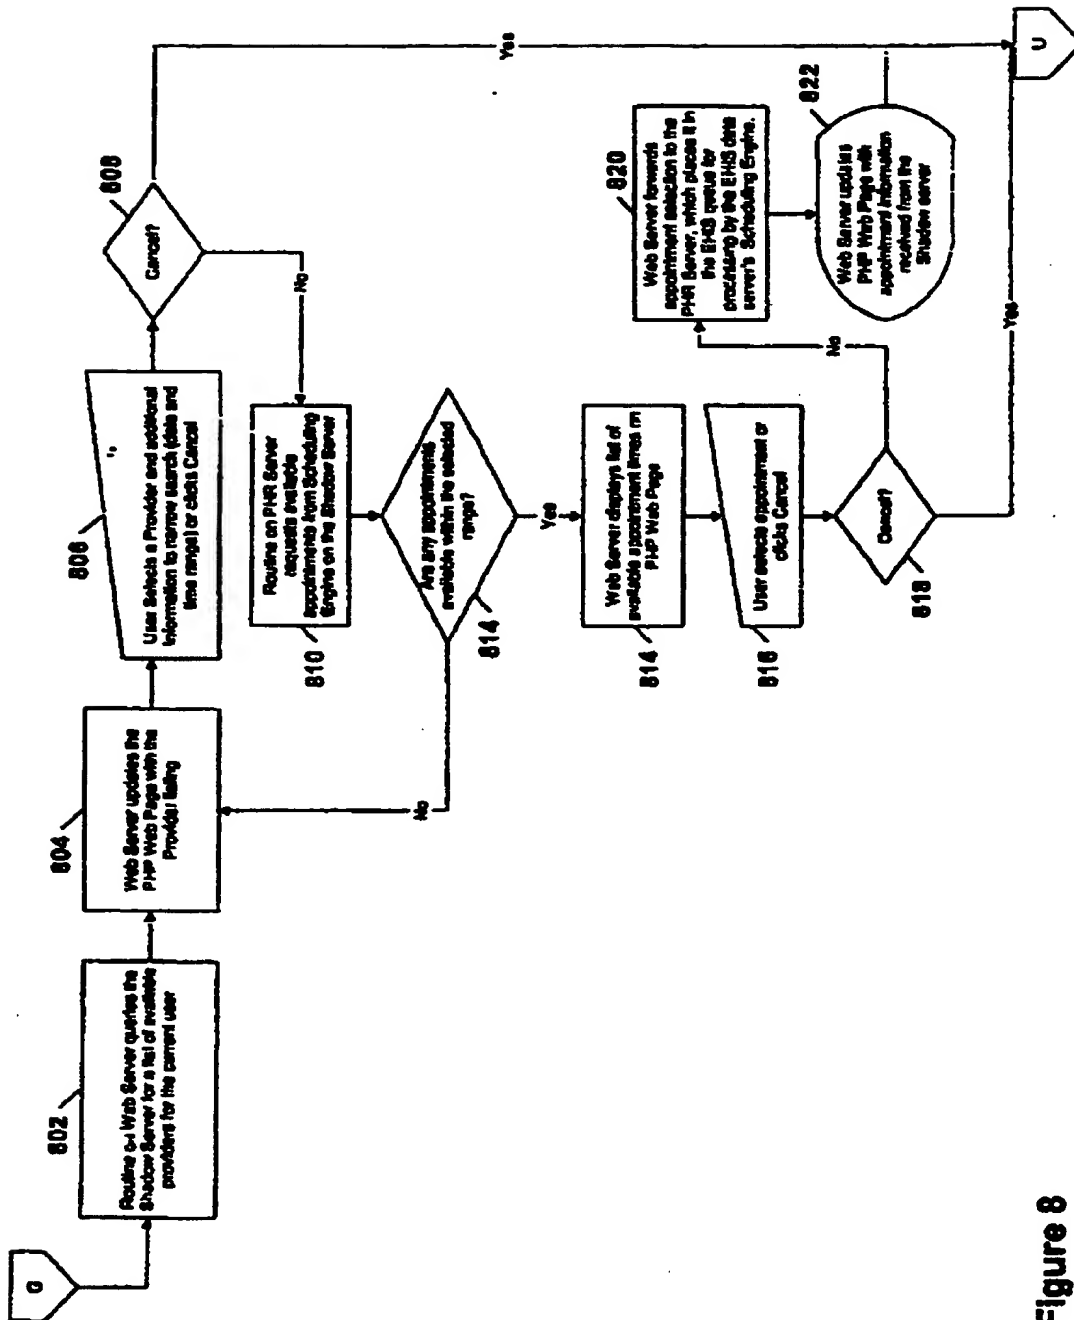 G
802
Routine on Web Server queries the
Shadow Server for a list of available
providers for the current user
804
Web Server updates the
PHP Web Page with the
Provider listing
806
User Selects a Provider and additional
information to narrow search (date and
time range) or clicks Cancel
808
Cancel?
Yes
No
Routine on PHR Server
requests available
appointments from Scheduling
Engine on the Shadow Server
810
Are any appointments
available within the selected
range?
814
No
Yes
Web Server displays list of
available appointment times on
PHP Web Page
814
User selects appointment or
clicks Cancel
816
Cancel?
818
No
Yes
820
Web Server forwards
appointment selection to the
PHR Server, which places it in
the EHIS queue for
processing by the EHIS data
server's Scheduling Engine.
822
Web Server updates
PHP Web Page with
appointment information
received from the
Shadow server
U
Figure 8